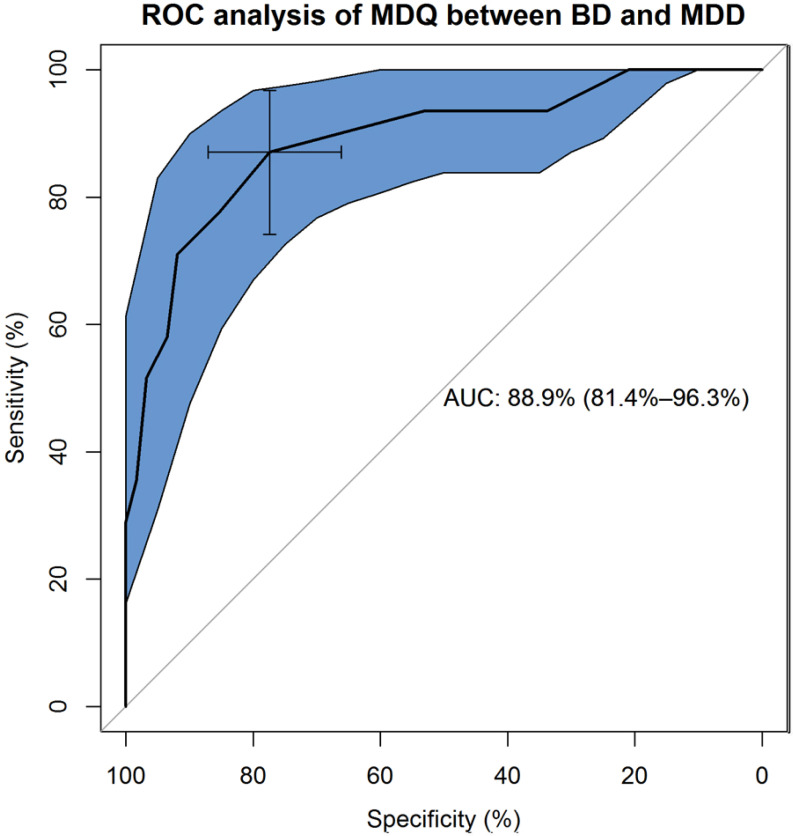 ROC analysis of MDQ between BD and MDD
100
80
60
40
20
0
Sensitivity (%)
AUC: 88.9% (81.4%–96.3%)
100 80 60 40 20 0
Specificity (%)